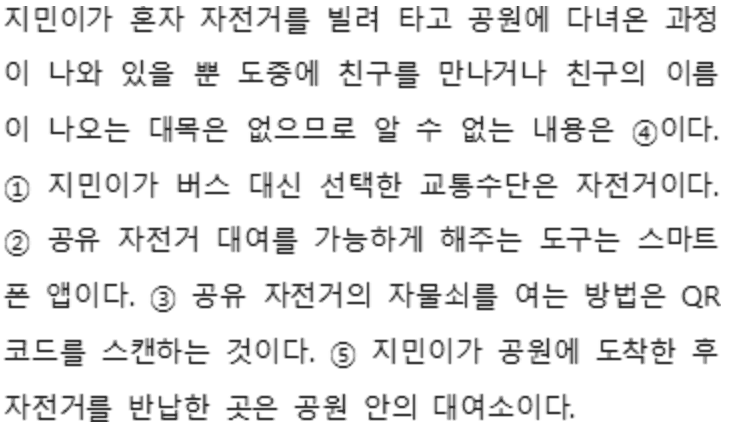 지민이가 혼자 자전거를 빌려 타고 공원에 다녀온 과정
이 나와 있을 뿐 도중에 친구를 만나거나 친구의 이름
이 나오는 대목은 없으므로 알 수 없는 내용은 ④이다.
① 지민이가 버스 대신 선택한 교통수단은 자전거이다.
② 공유 자전거 대여를 가능하게 해주는 도구는 스마트
폰 앱이다. ③ 공유 자전거의 자물쇠를 여는 방법은 QR
코드를 스캔하는 것이다. ⑤ 지민이가 공원에 도착한 후
자전거를 반납한 곳은 공원 안의 대여소이다.